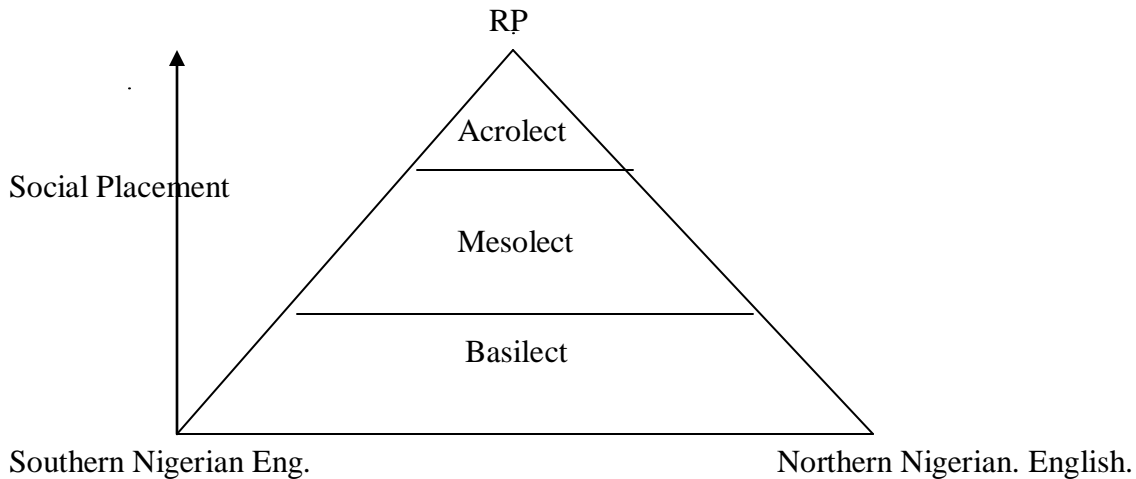 RP
Acrolect
Social Placement
Mesolect
Basilect
Southern Nigerian Eng.
Northern Nigerian. English.